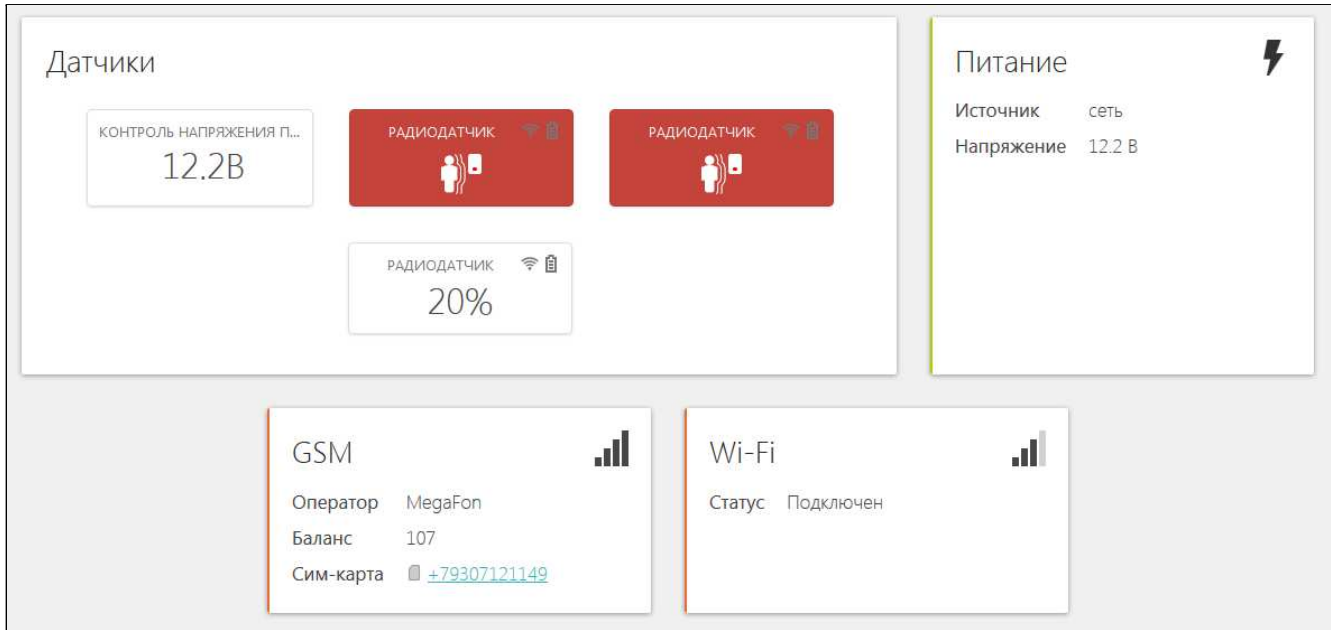 Датчики
КОНТРОЛЬ НАПРЯЖЕНИЯ П...
12.2В
РАДИОДАТЧИК
РАДИОДАТЧИК
РАДИОДАТЧИК
20%
Питание
Источник сеть
Напряжение 12.2 В
GSM
Оператор MegaFon
Баланс 107
Сим-карта +79307121149
Wi-Fi
Статус Подключен